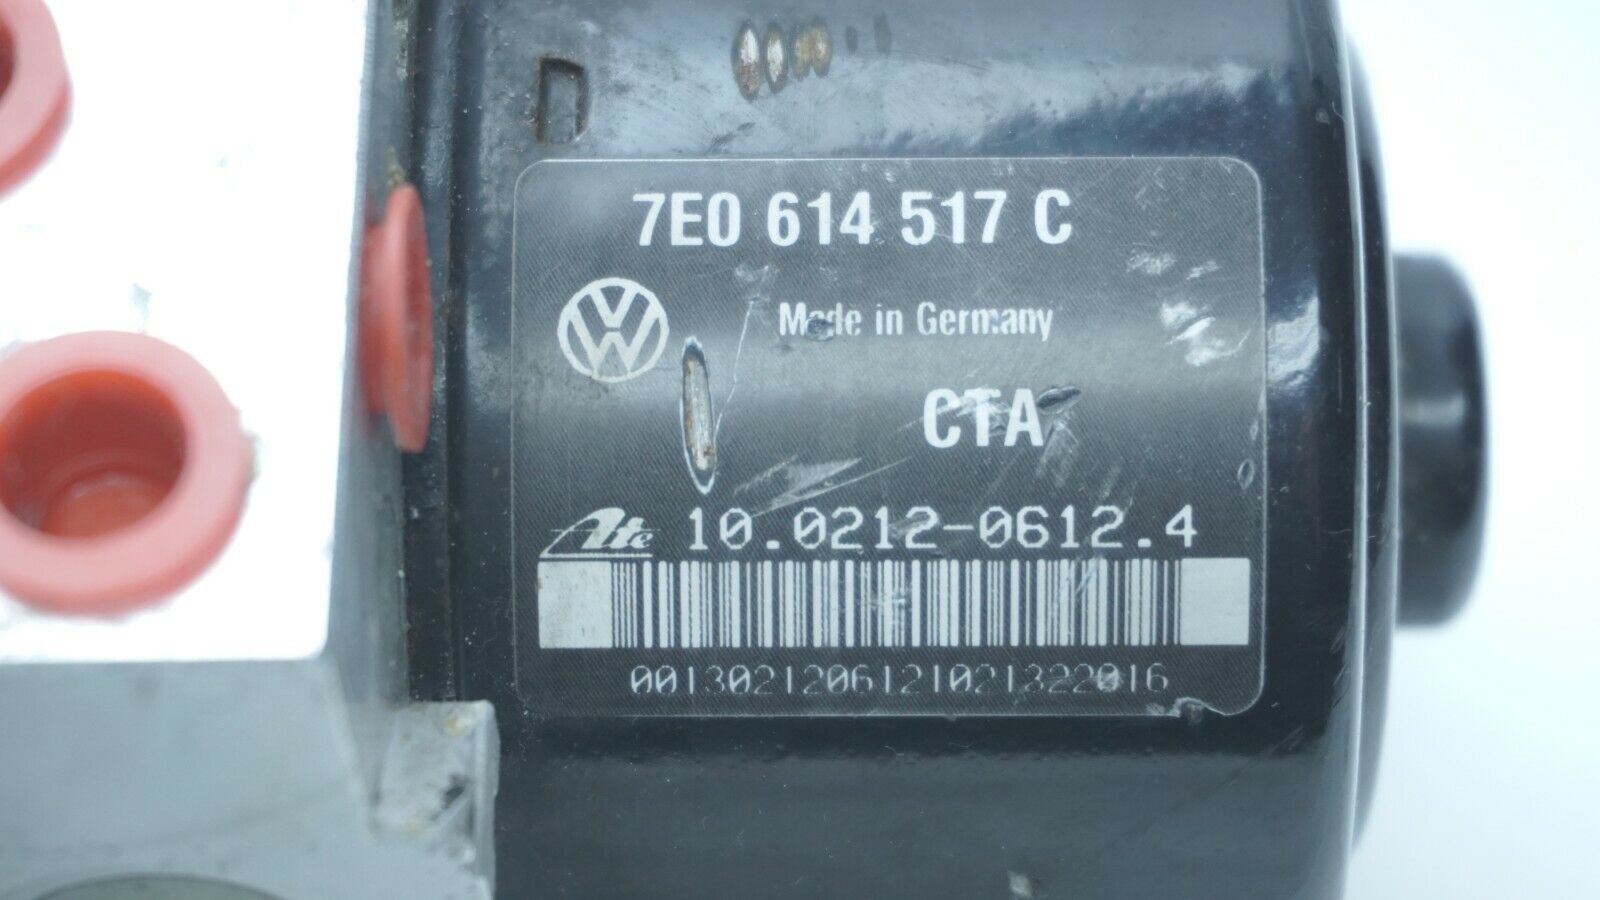 7E0 614 517 C
Made in Germany
CTA
Ate 10.0212-0612.4
0013021206121021322016